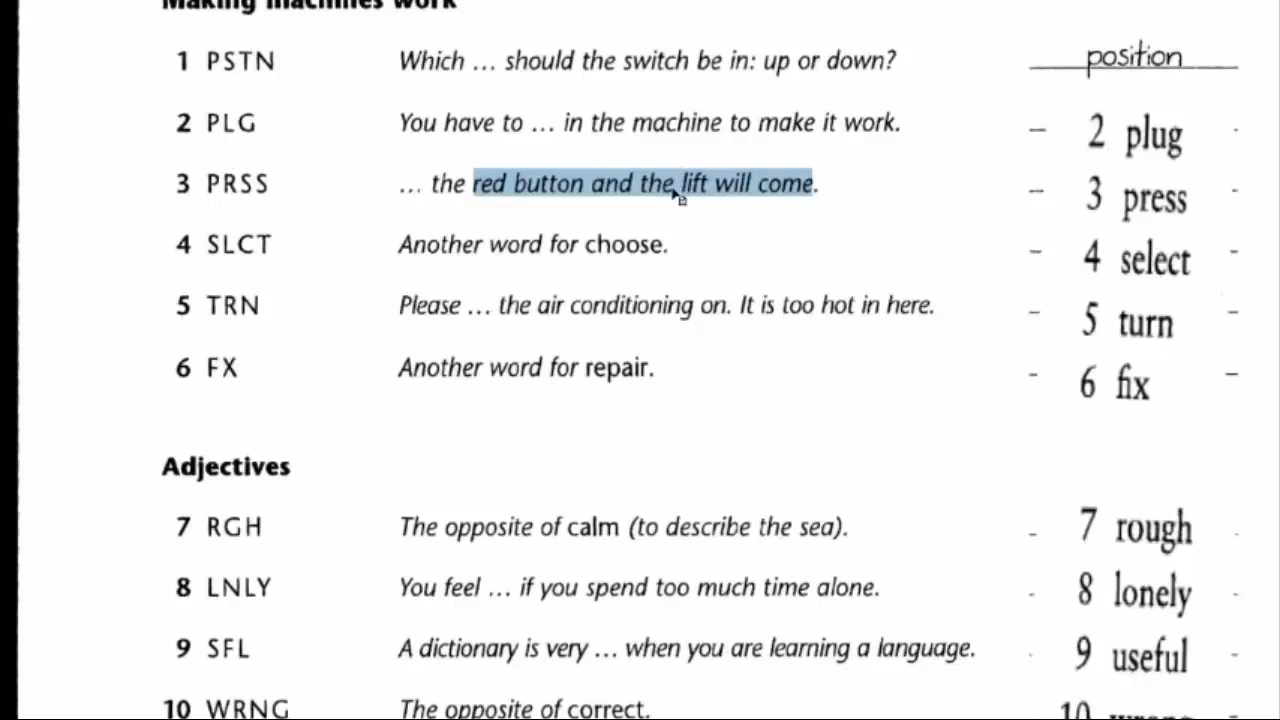 Making machines work
1 PSTN Which ... should the switch be in: up or down? position
2 PLG You have to ... in the machine to make it work. 2 plug
3 PRSS ... the red button and the lift will come. 3 press
4 SLCT Another word for choose. 4 select
5 TRN Please ... the air conditioning on. It is too hot in here. 5 turn
6 FX Another word for repair. 6 fix
Adjectives
7 RGH The opposite of calm (to describe the sea). 7 rough
8 LNLY You feel ... if you spend too much time alone. 8 lonely
9 SFL A dictionary is very ... when you are learning a language. 9 useful
10 WRNG The opposite of correct. 10 wrong